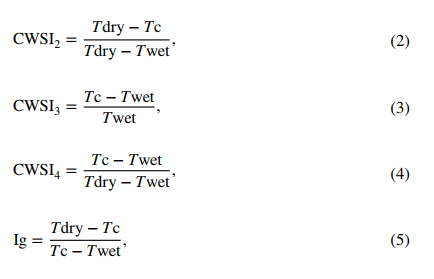 CWSI₂ = (Tdry − Tc) / (Tdry − Twet), (2)
CWSI₃ = (Tc − Twet) / Twet, (3)
CWSI₄ = (Tc − Twet) / (Tdry − Twet), (4)
Ig = (Tdry − Tc) / (Tc − Twet), (5)